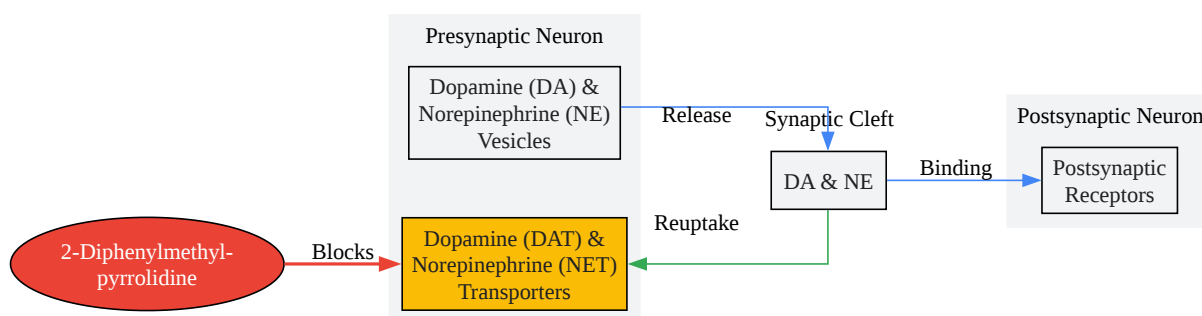 Presynaptic Neuron
Dopamine (DA) &
Norepinephrine (NE)
Vesicles
Release
Synaptic Cleft
DA & NE
Binding
Postsynaptic Neuron
Postsynaptic
Receptors
2-Diphenylmethyl-
pyrrolidine
Blocks
Dopamine (DAT) &
Norepinephrine (NET)
Transporters
Reuptake